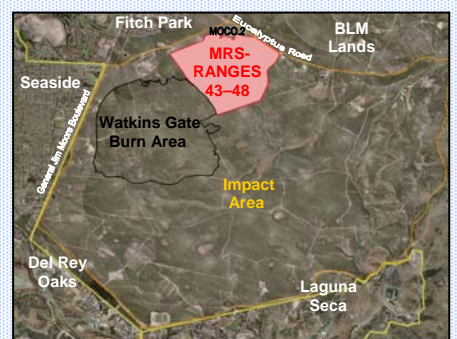 Fitch Park
MOCO.2
Eucalyptus Road
BLM
Lands
MRS-
RANGES
43–48
Seaside
General Jim Moore Boulevard
Watkins Gate
Burn Area
Impact
Area
Del Rey
Oaks
Laguna
Seca